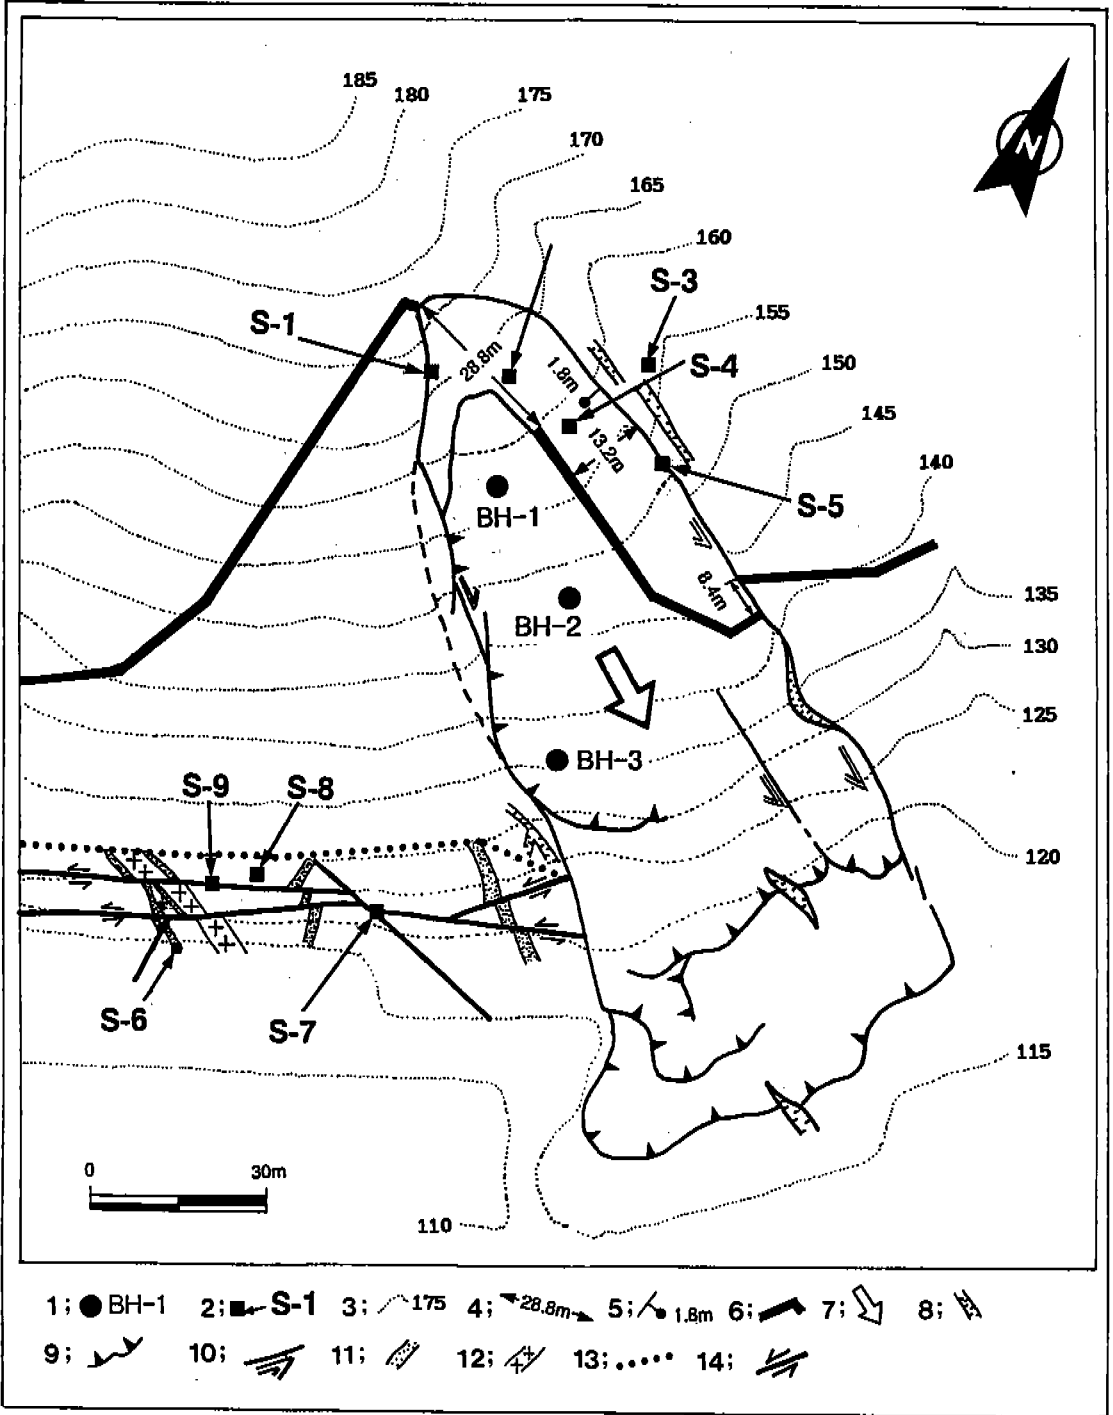 185
180
175
170
165
160
155
150
145
140
135
130
125
120
115
110
N
S-1
S-3
S-4
S-5
28.8m
1.8m
13.2m
8.4m
BH-1
BH-2
BH-3
S-9
S-8
S-6
S-7
0 30m
1; BH-1 2; S-1 3; 175 4; 28.8m 5; 1.8m 6; 7; 8;
9; 10; 11; 12; 13; 14;